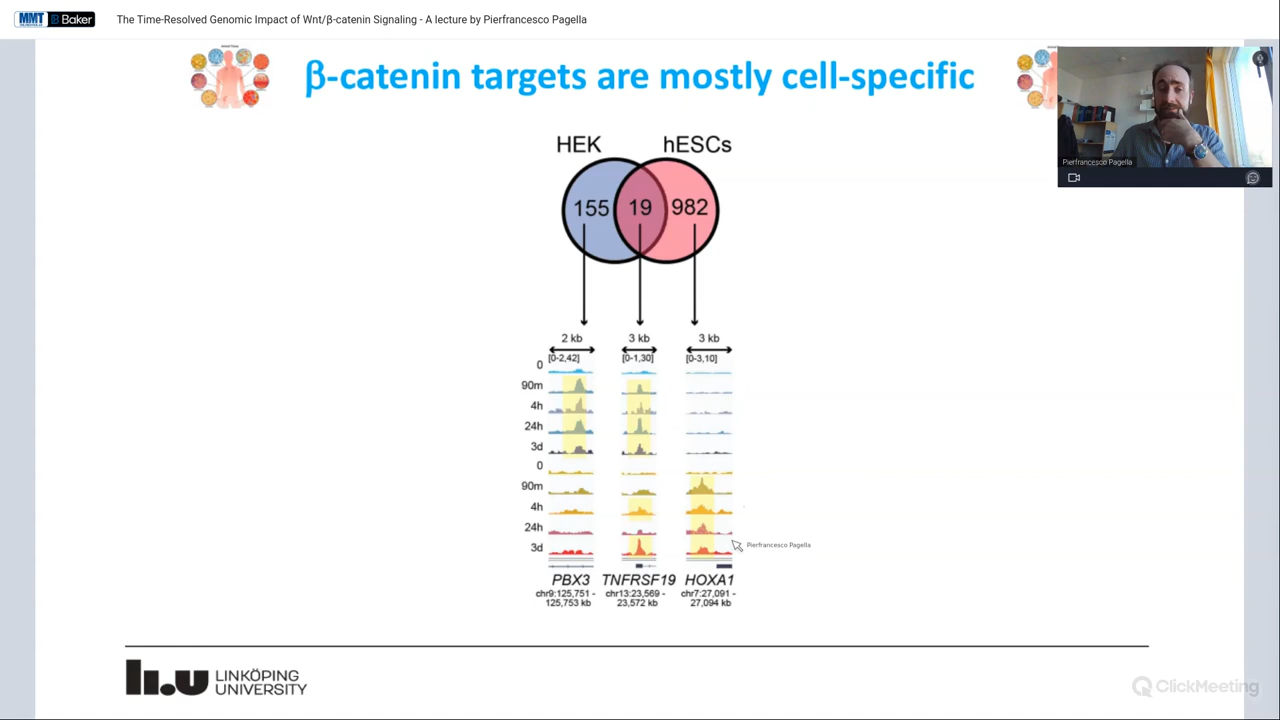 MMT Baker
The Time-Resolved Genomic Impact of Wnt/β-catenin Signaling - A lecture by Pierfrancesco Pagella
β-catenin targets are mostly cell-specific
Pierfrancesco Pagella
HEK hESCs
155 19 982
2 kb 3 kb 3 kb
[0-2,42] [0-1,30] [0-3,10]
0
90m
4h
24h
3d
0
90m
4h
24h
3d
Pierfrancesco Pagella
PBX3 TNFRSF19 HOXA1
chr9:125,751 - chr13:23,569 - chr7:27,091 -
125,753 kb 23,572 kb 27,094 kb
li.u LINKÖPING
UNIVERSITY
ClickMeeting